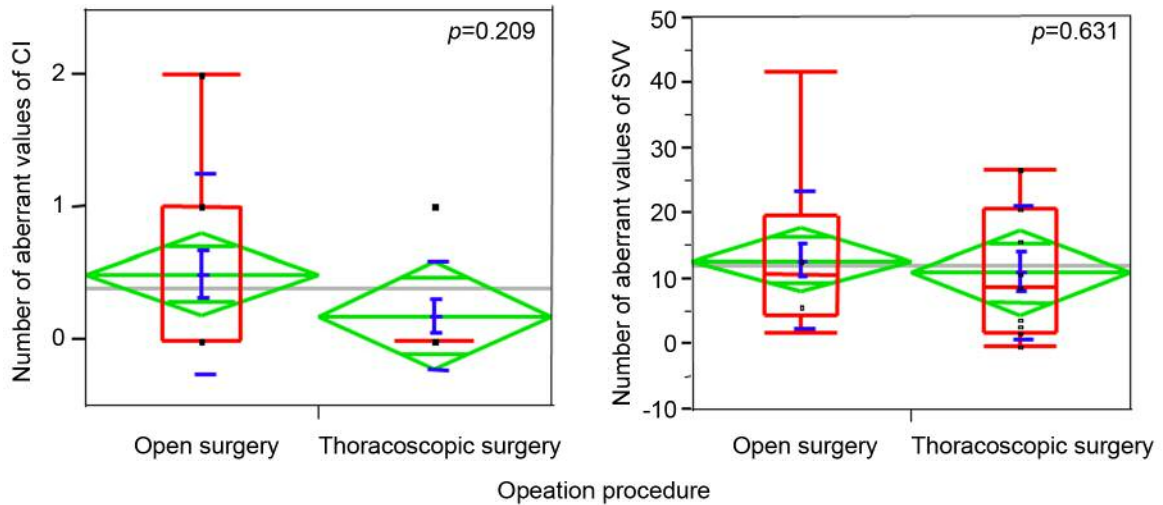 Number of aberrant values of CI
2
1
0
p=0.209
Open surgery
Thoracoscopic surgery
Number of aberrant values of SVV
50
40
30
20
10
0
-10
p=0.631
Open surgery
Thoracoscopic surgery
Opeation procedure